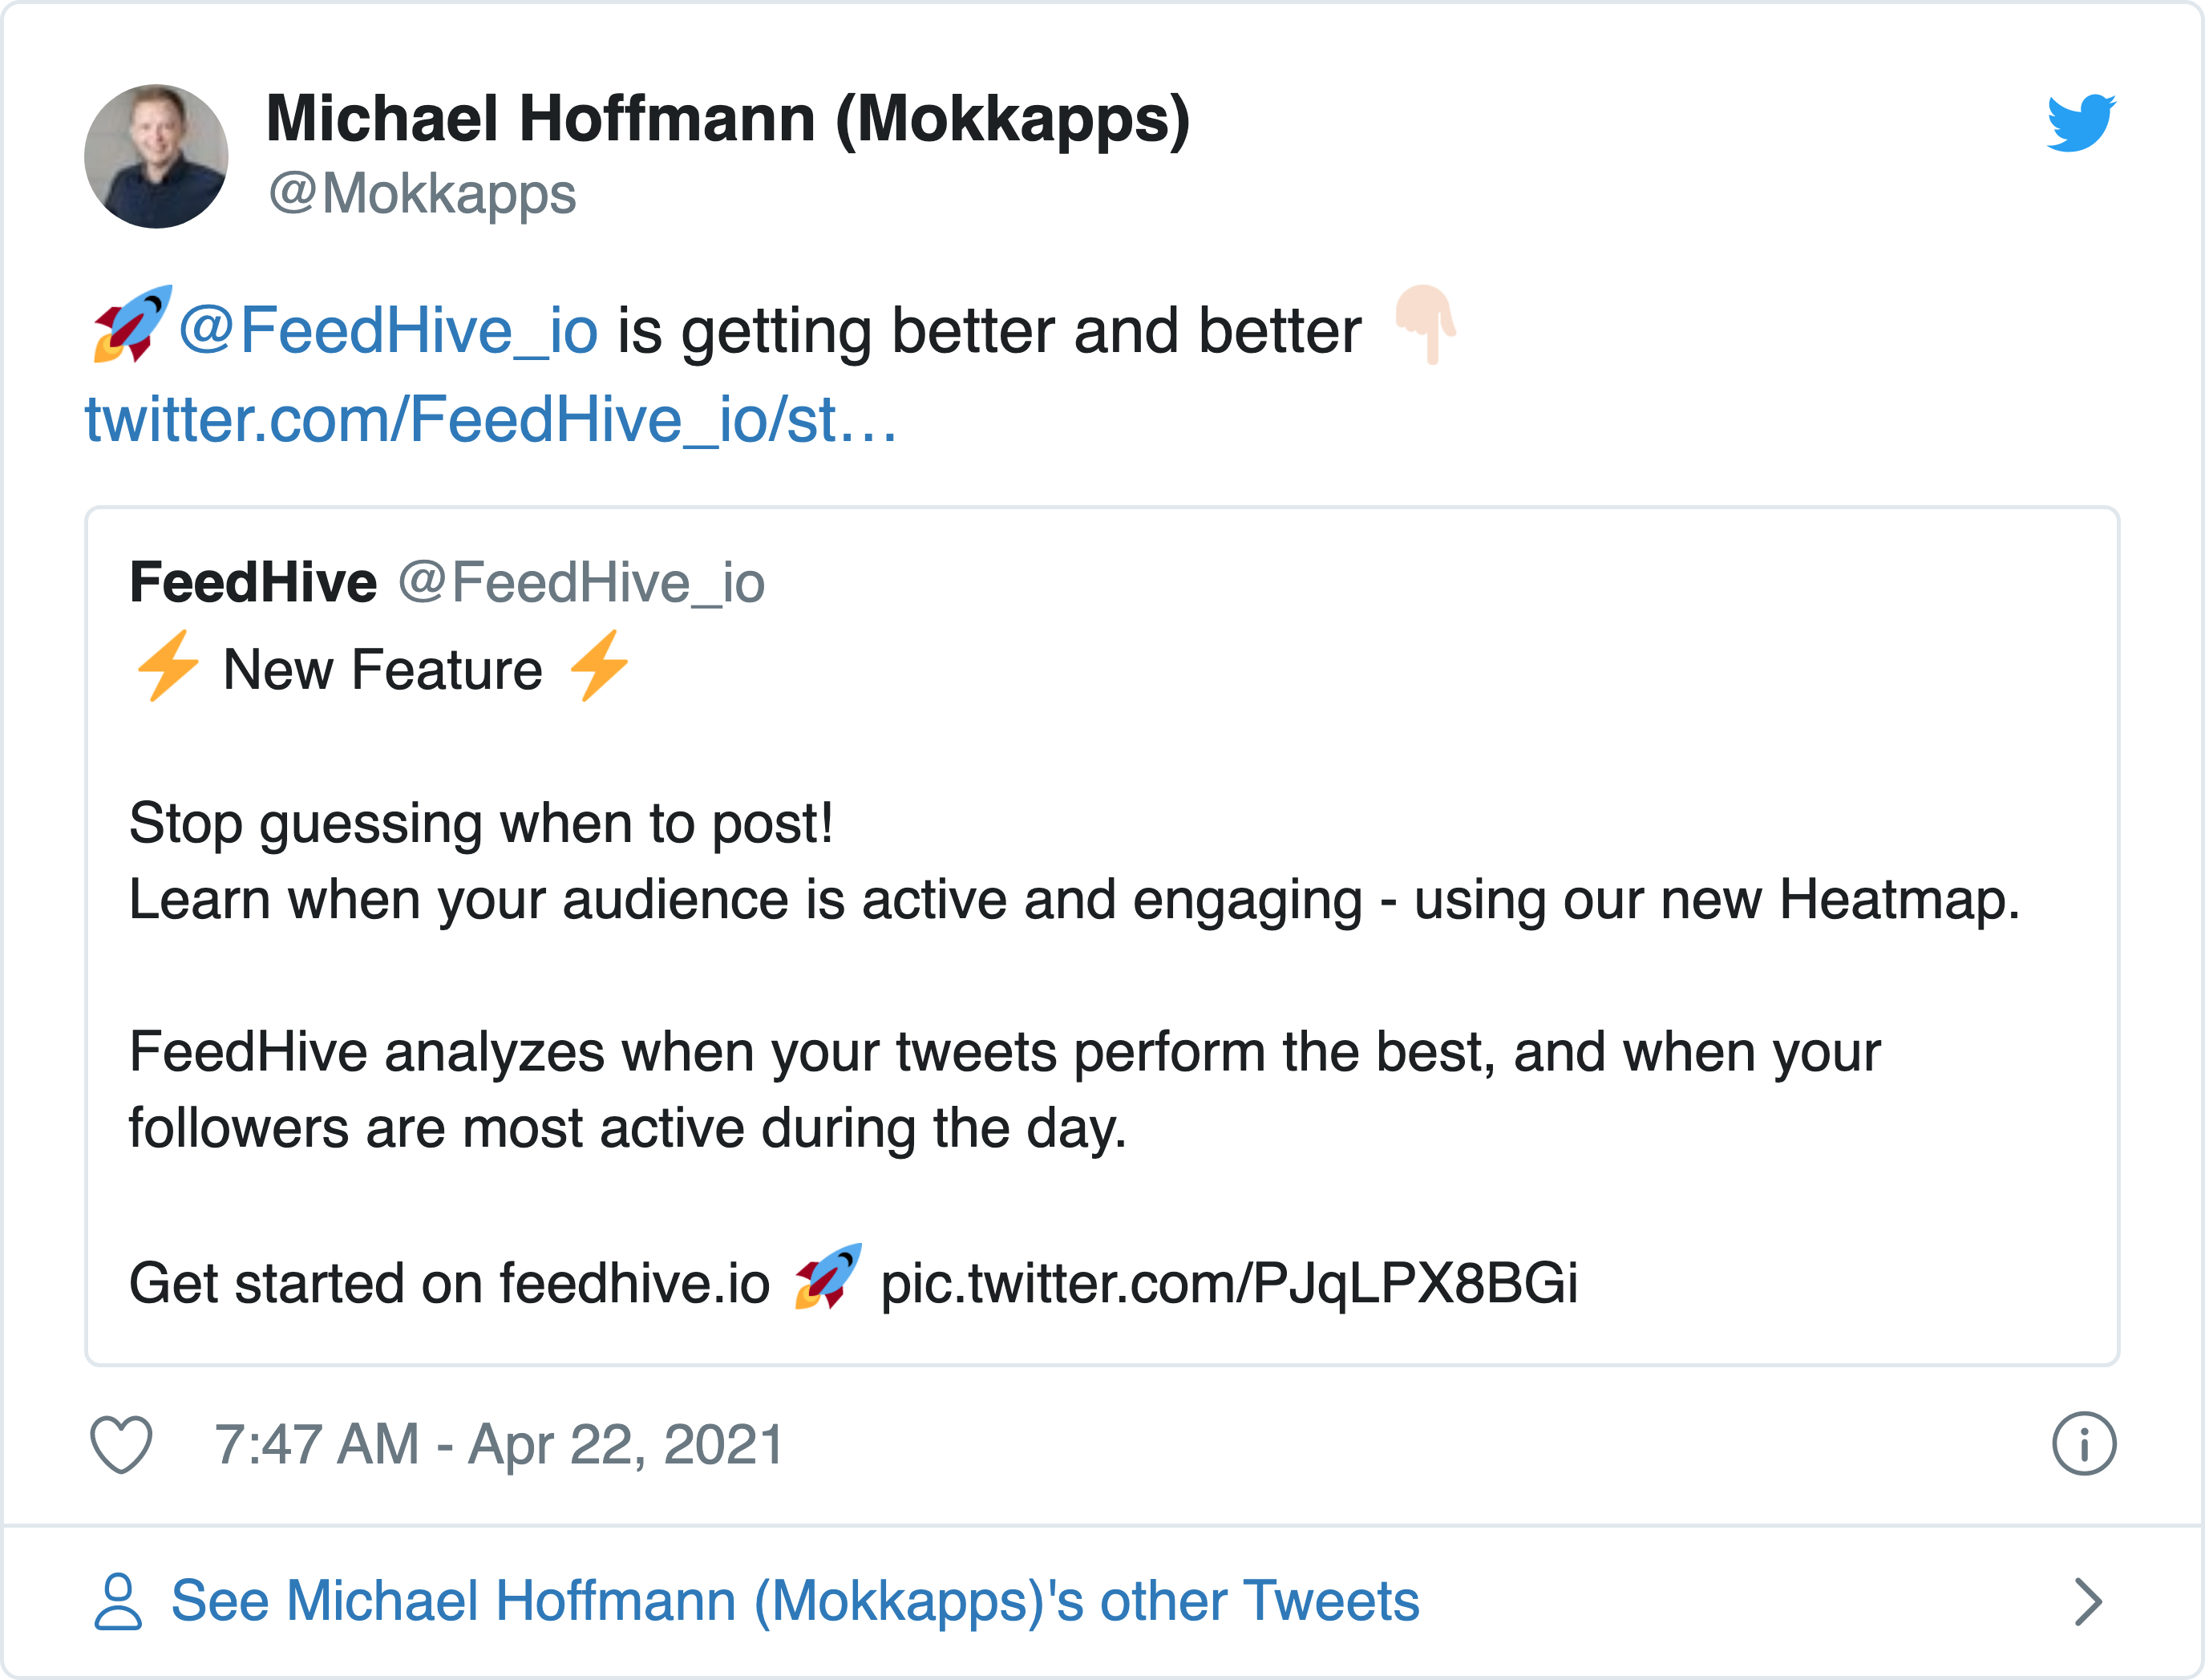 Michael Hoffmann (Mokkapps)
@Mokkapps
🚀@FeedHive_io is getting better and better 👇🏻
twitter.com/FeedHive_io/st…
FeedHive @FeedHive_io
⚡ New Feature ⚡
Stop guessing when to post!
Learn when your audience is active and engaging - using our new Heatmap.
FeedHive analyzes when your tweets perform the best, and when your
followers are most active during the day.
Get started on feedhive.io 🚀 pic.twitter.com/PJqLPX8BGi
7:47 AM - Apr 22, 2021
See Michael Hoffmann (Mokkapps)'s other Tweets